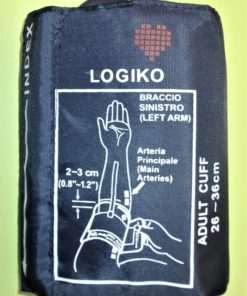 INDEX
LOGIKO
BRACCIO
SINISTRO
(LEFT ARM)
2~3 cm
(0.8"~1.2")
Arteria
Principale
(Main
Arteries)
ADULT CUFF
26~36cm